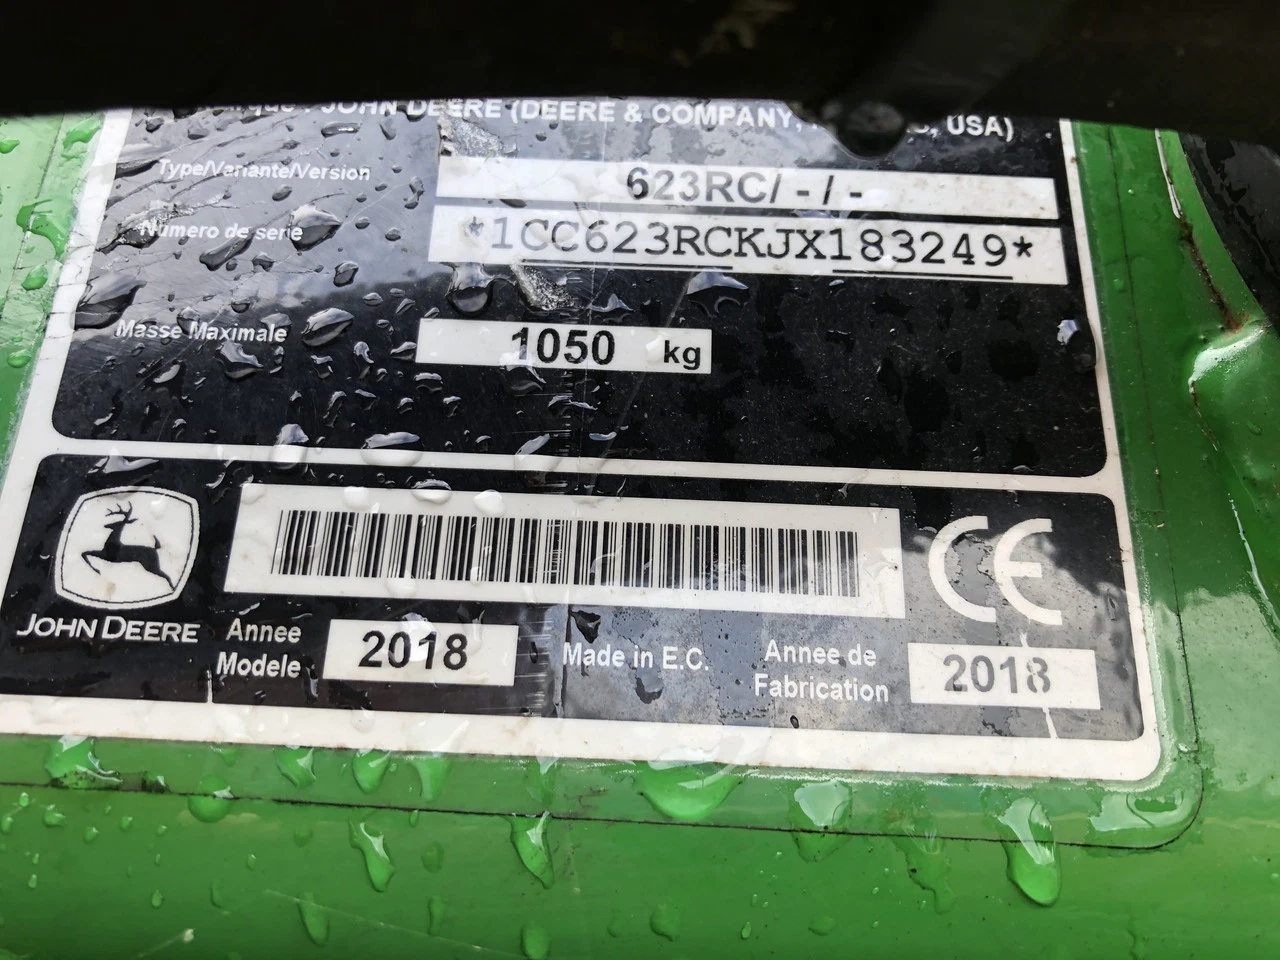 : JOHN DEERE (DEERE & COMPANY, USA)
Type/Variante/Version 623RC/ - / -
Numero de serie *1CC623RCKJX183249*
Masse Maximale 1050 kg
JOHN DEERE
Annee
Modele 2018
Made in E.C.
Annee de
Fabrication 2018
CE